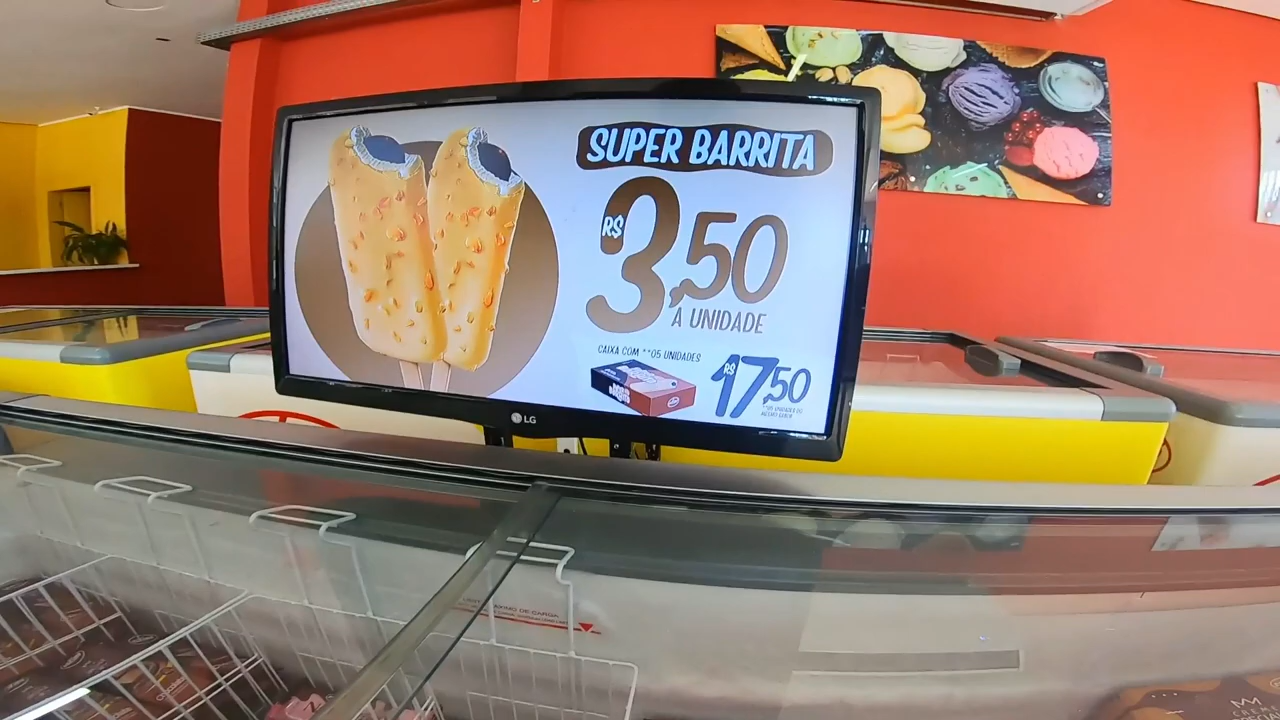 SUPER BARRITA
R$ 3,50
A UNIDADE
CAIXA COM **05 UNIDADES
R$ 17,50
LG